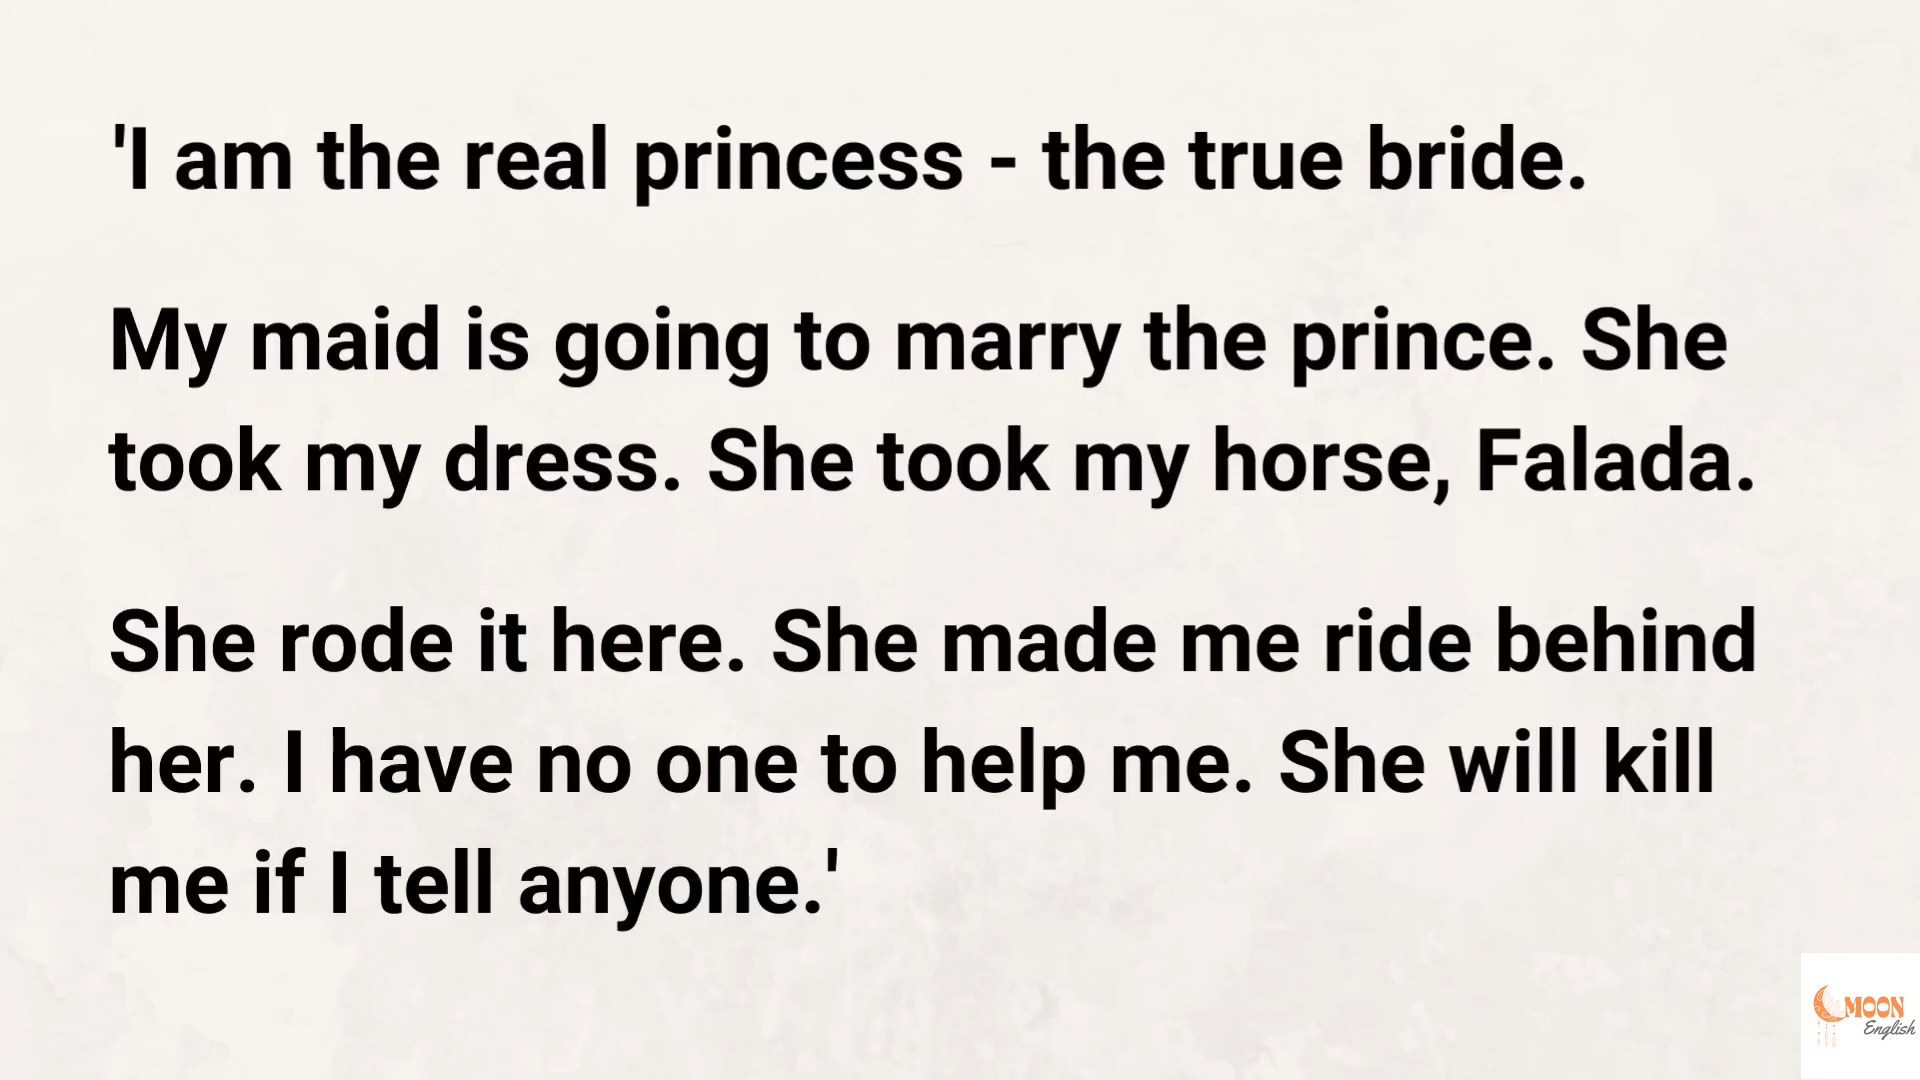 'I am the real princess - the true bride.
My maid is going to marry the prince. She
took my dress. She took my horse, Falada.
She rode it here. She made me ride behind
her. I have no one to help me. She will kill
me if I tell anyone.'
MOON
English